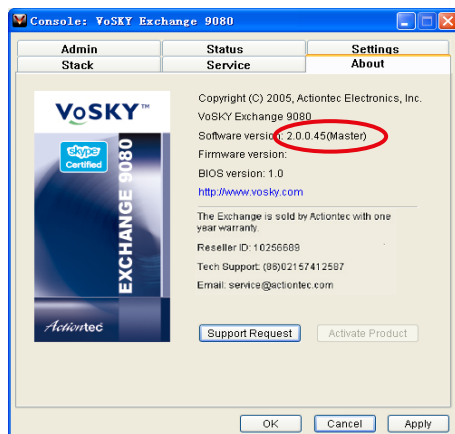 Console: VoSKY Exchange 9080
Admin Status Settings
Stack Service About
VoSKY™
skype
Certified
EXCHANGE 9080
Actiontec
Copyright (C) 2005, Actiontec Electronics, Inc.
VoSKY Exchange 9080
Software version: 2.0.0.45(Master)
Firmware version:
BIOS version: 1.0
http://www.vosky.com
The Exchange is sold by Actiontec with one
year warranty.
Reseller ID: 10256689
Tech Support: (86)02157412587
Email: service@actiontec.com
Support Request Activate Product
OK Cancel Apply